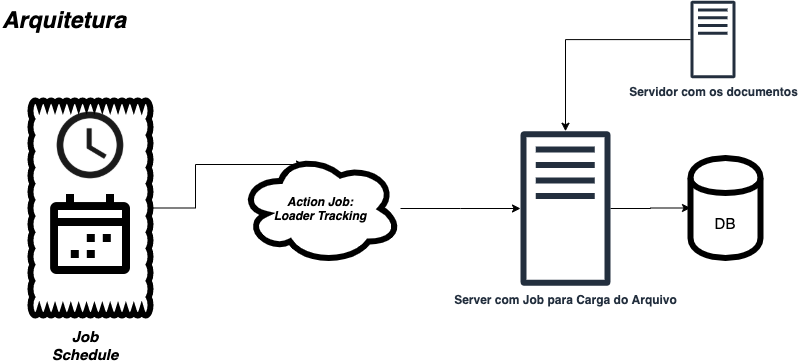 Arquitetura
Servidor com os documentos
Action Job:
Loader Tracking
DB
Server com Job para Carga do Arquivo
Job
Schedule